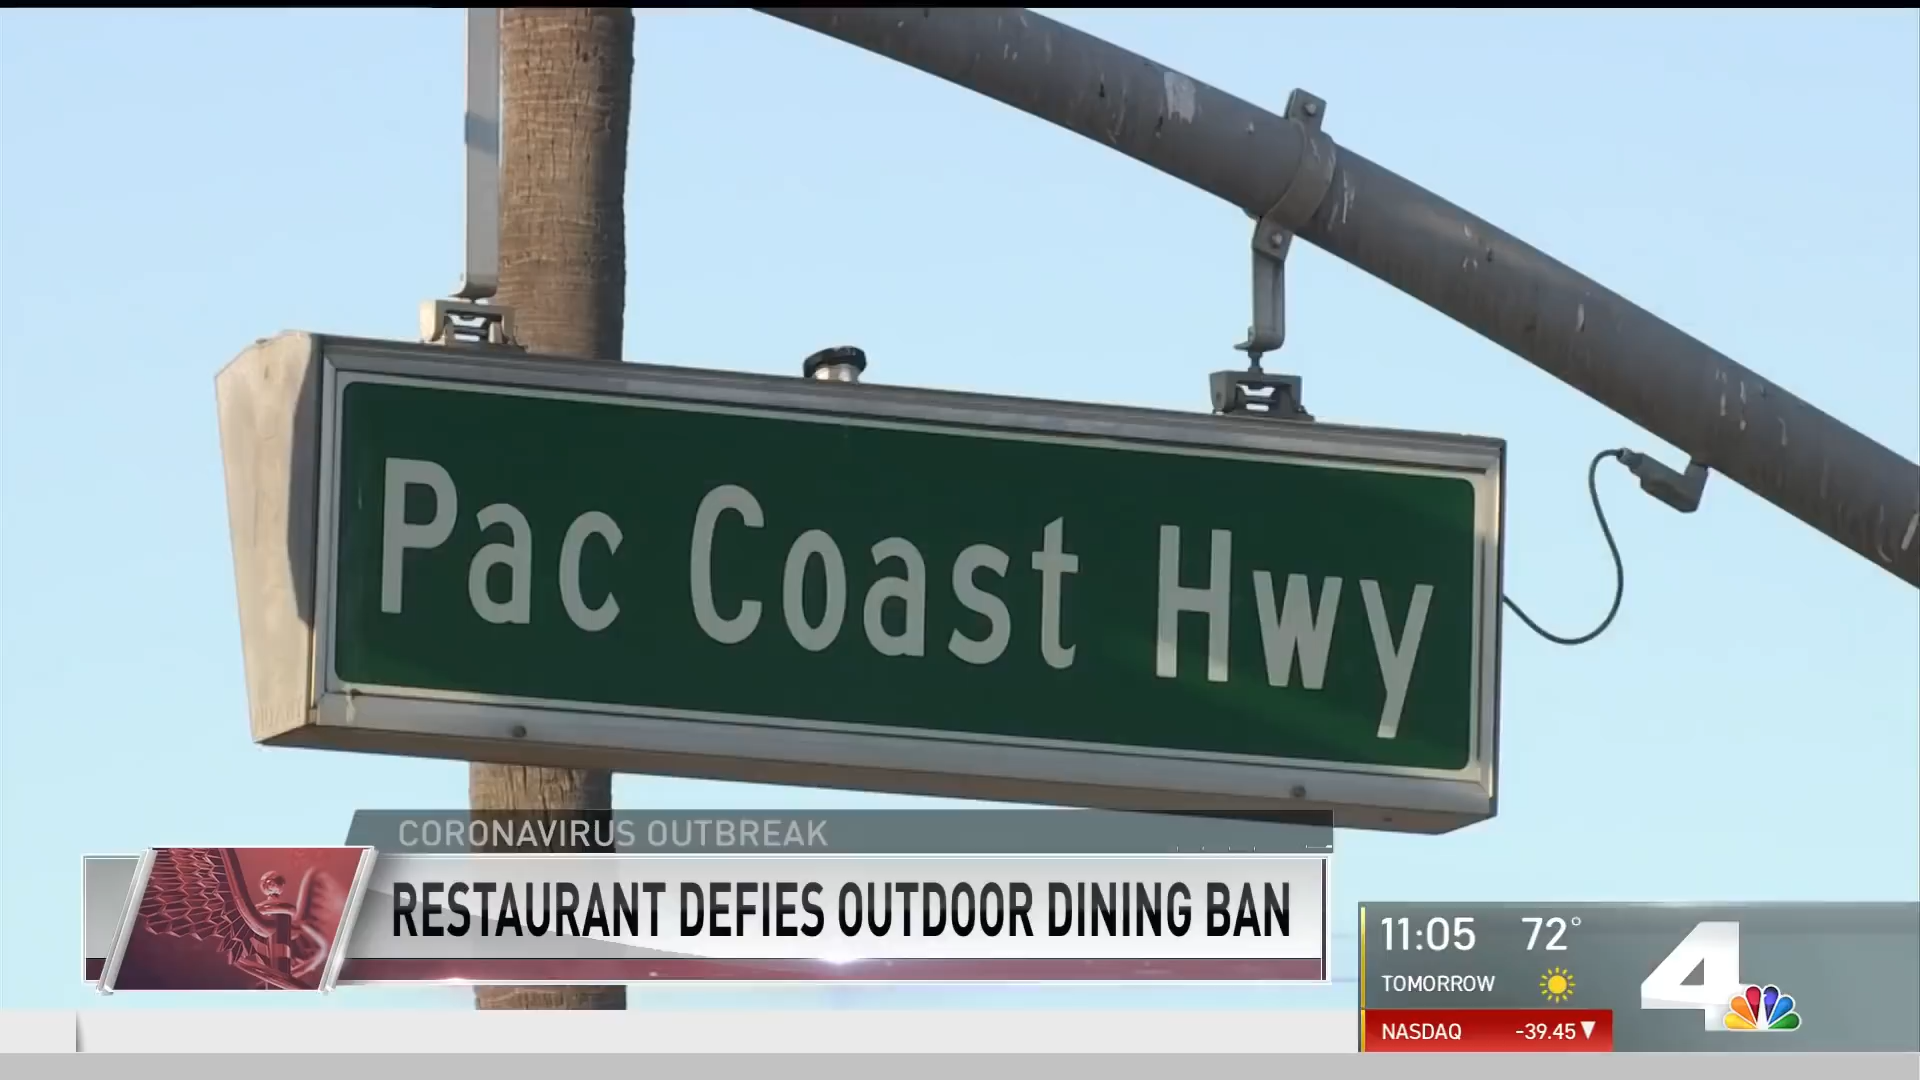 Pac Coast Hwy
CORONAVIRUS OUTBREAK
RESTAURANT DEFIES OUTDOOR DINING BAN
11:05 72°
TOMORROW
NASDAQ -39.45▼
4